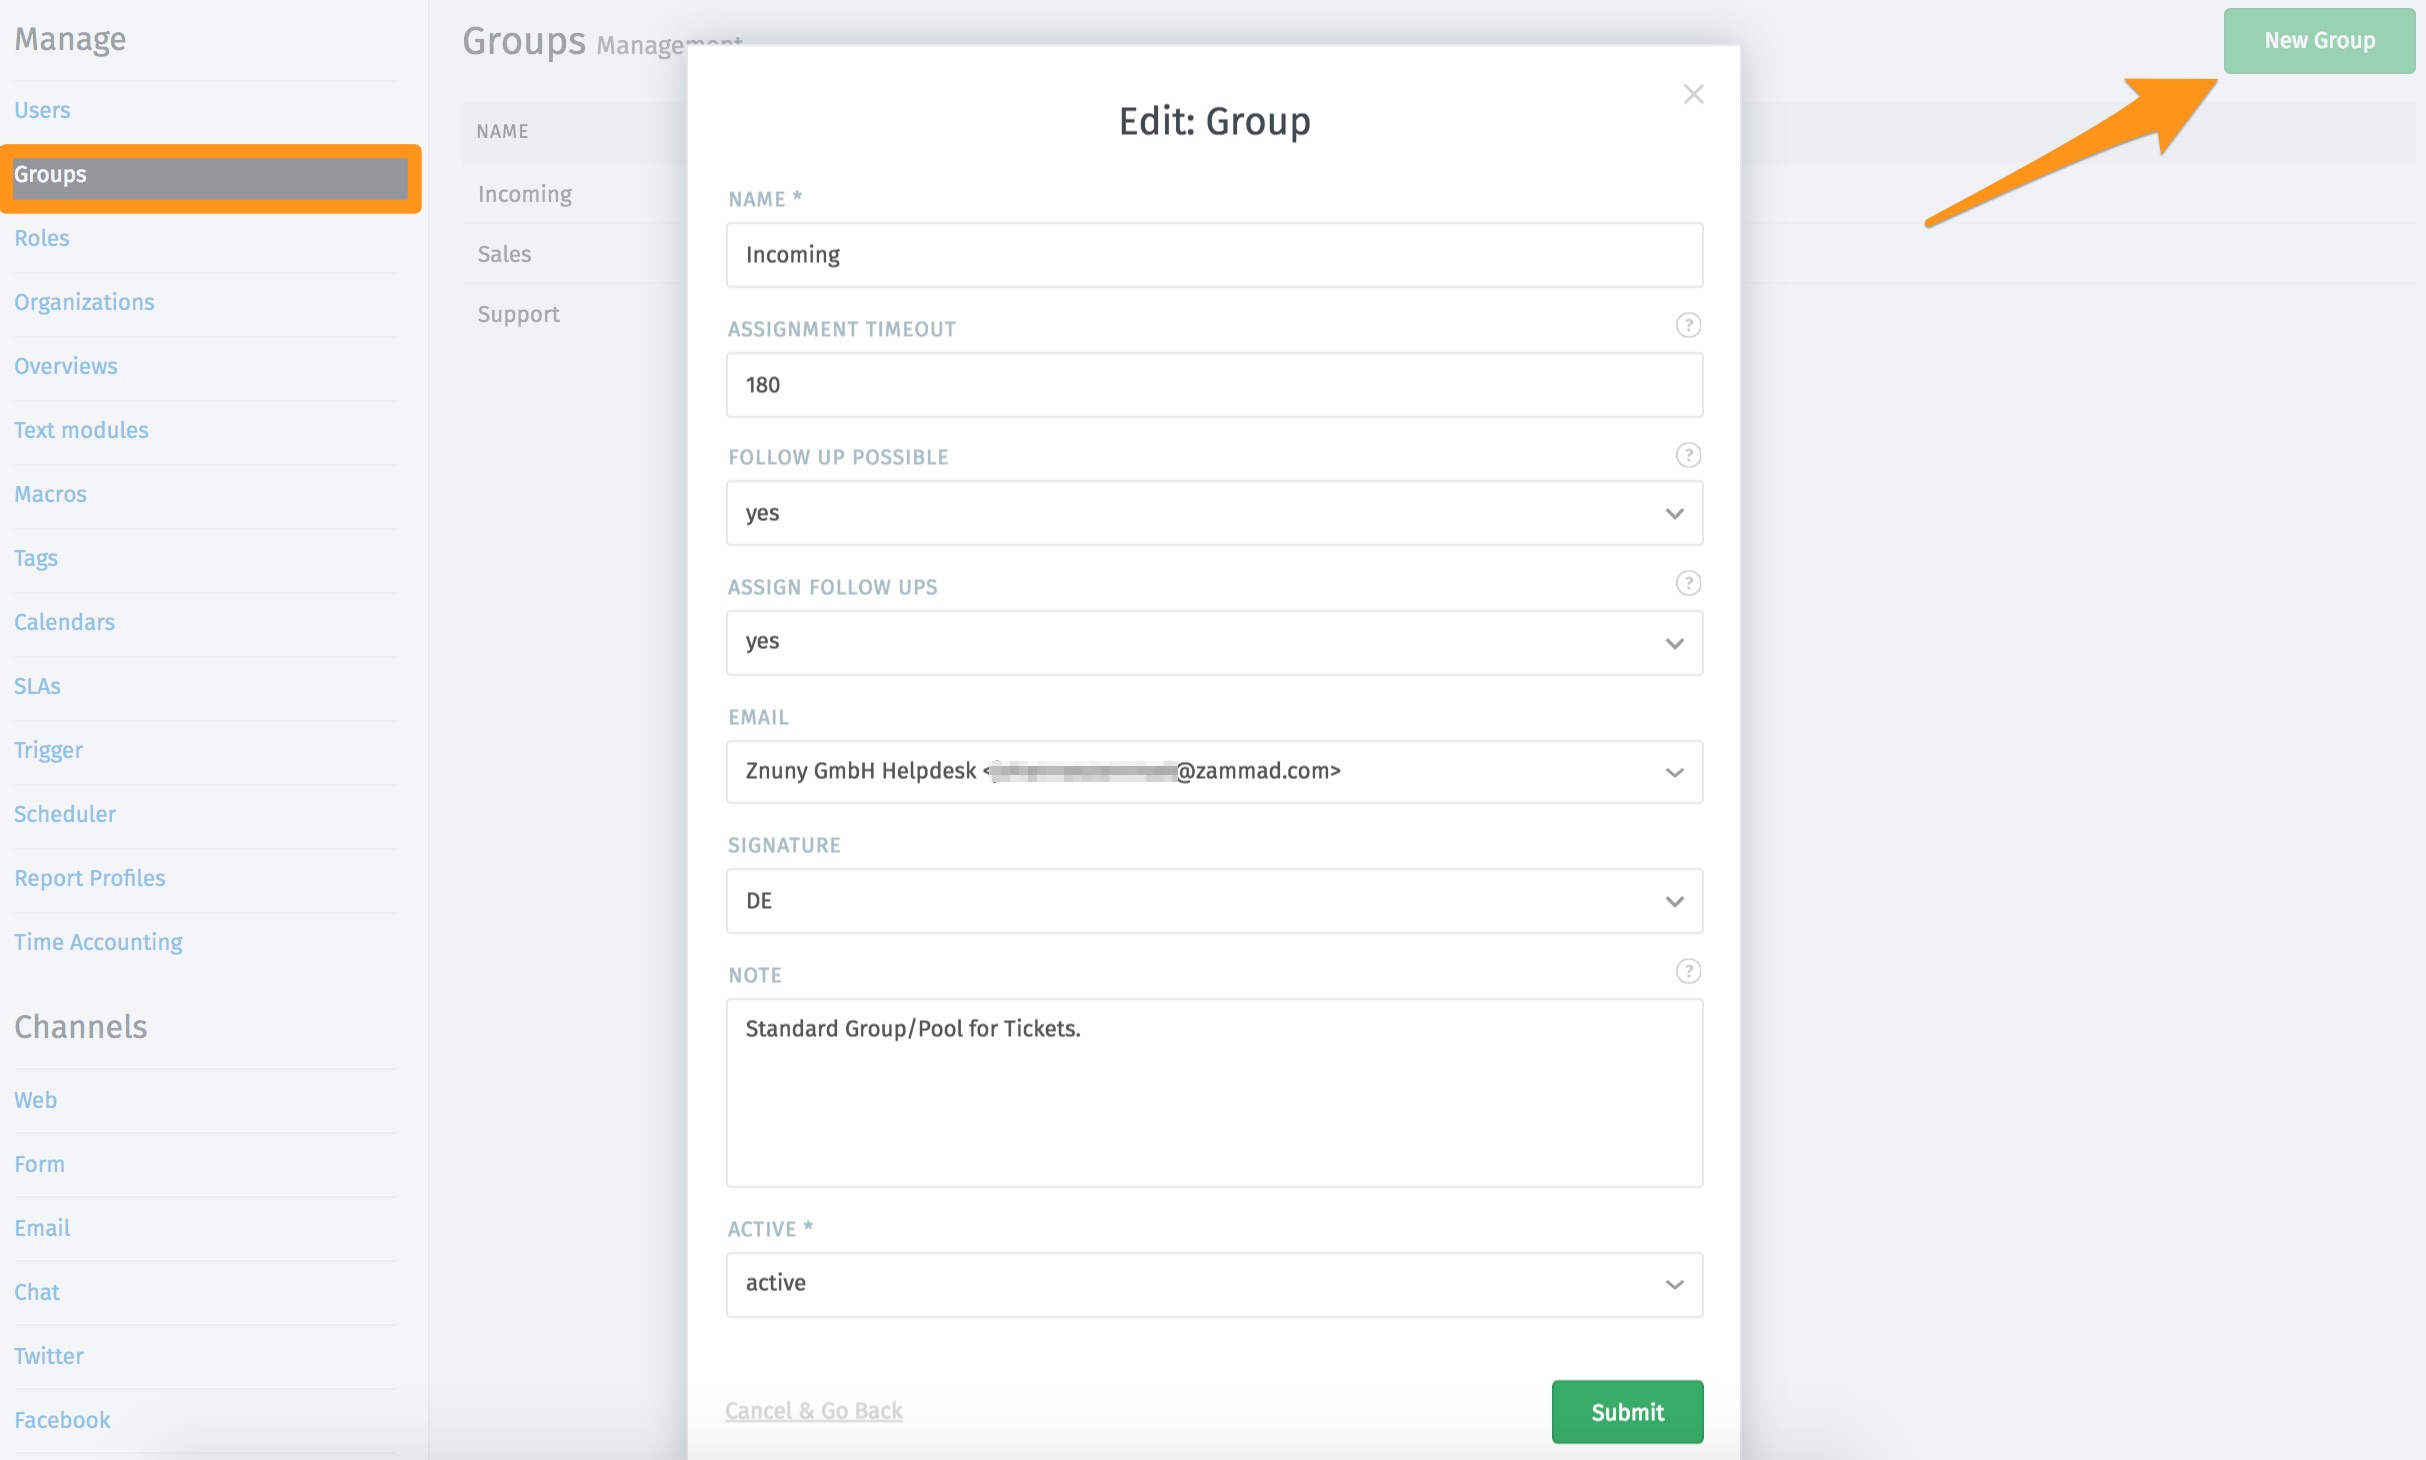 Manage
Users
Groups
Roles
Organizations
Overviews
Text modules
Macros
Tags
Calendars
SLAs
Trigger
Scheduler
Report Profiles
Time Accounting
Channels
Web
Form
Email
Chat
Twitter
Facebook
Groups Management
New Group
NAME
Incoming
Sales
Support
Edit: Group
NAME *
Incoming
ASSIGNMENT TIMEOUT
?
180
FOLLOW UP POSSIBLE
?
yes
ASSIGN FOLLOW UPS
?
yes
EMAIL
Znuny GmbH Helpdesk < @zammad.com>
SIGNATURE
DE
NOTE
?
Standard Group/Pool for Tickets.
ACTIVE *
active
Cancel & Go Back
Submit